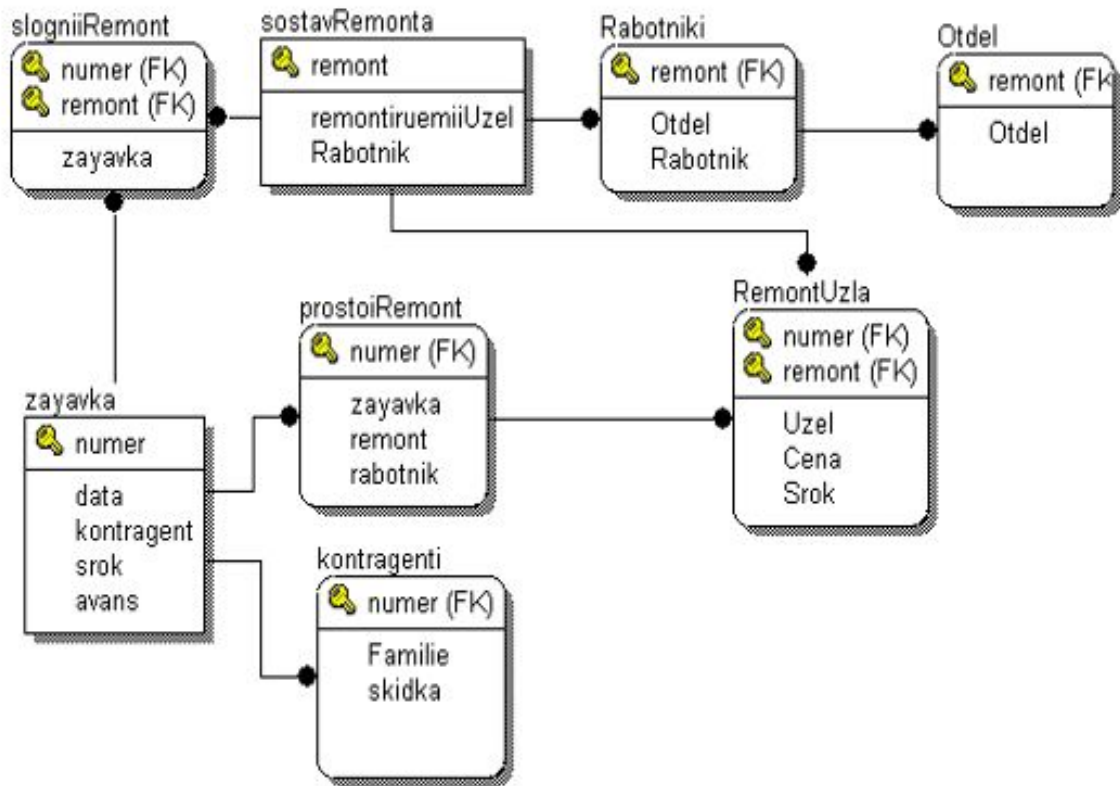 slogniiRemont
numer (FK)
remont (FK)
zayavka
sostavRemonta
remont
remontiruemiiUzel
Rabotnik
Rabotniki
remont (FK)
Otdel
Rabotnik
Otdel
remont (FK
Otdel
zayavka
numer
data
kontragent
srok
avans
prostoiRemont
numer (FK)
zayavka
remont
rabotnik
RemontUzla
numer (FK)
remont (FK)
Uzel
Cena
Srok
kontragenti
numer (FK)
Familie
skidka